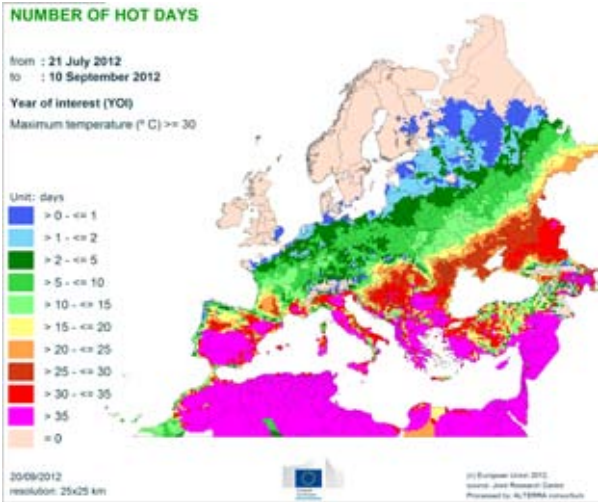 NUMBER OF HOT DAYS
from : 21 July 2012
to : 10 September 2012
Year of interest (YOI)
Maximum temperature (º C) >= 30
Unit: days
> 0 - <= 1
> 1 - <= 2
> 2 - <= 5
> 5 - <= 10
> 10 - <= 15
> 15 - <= 20
> 20 - <= 25
> 25 - <= 30
> 30 - <= 35
> 35
= 0
20/09/2012
resolution: 25x25 km
(c) European Union 2012
source: Joint Research Centre
Processed by ALTERRA consortium